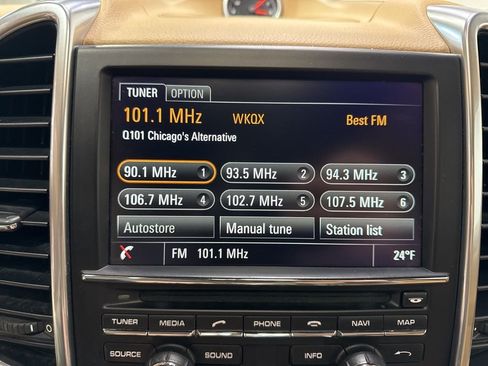 TUNER OPTION
101.1 MHz WKQX Best FM
Q101 Chicago's Alternative
90.1 MHz 1 93.5 MHz 2 94.3 MHz 3
106.7 MHz 4 102.7 MHz 5 107.5 MHz 6
Autostore Manual tune Station list
FM 101.1 MHz 24°F
TUNER MEDIA PHONE NAVI MAP
SOURCE SOUND INFO